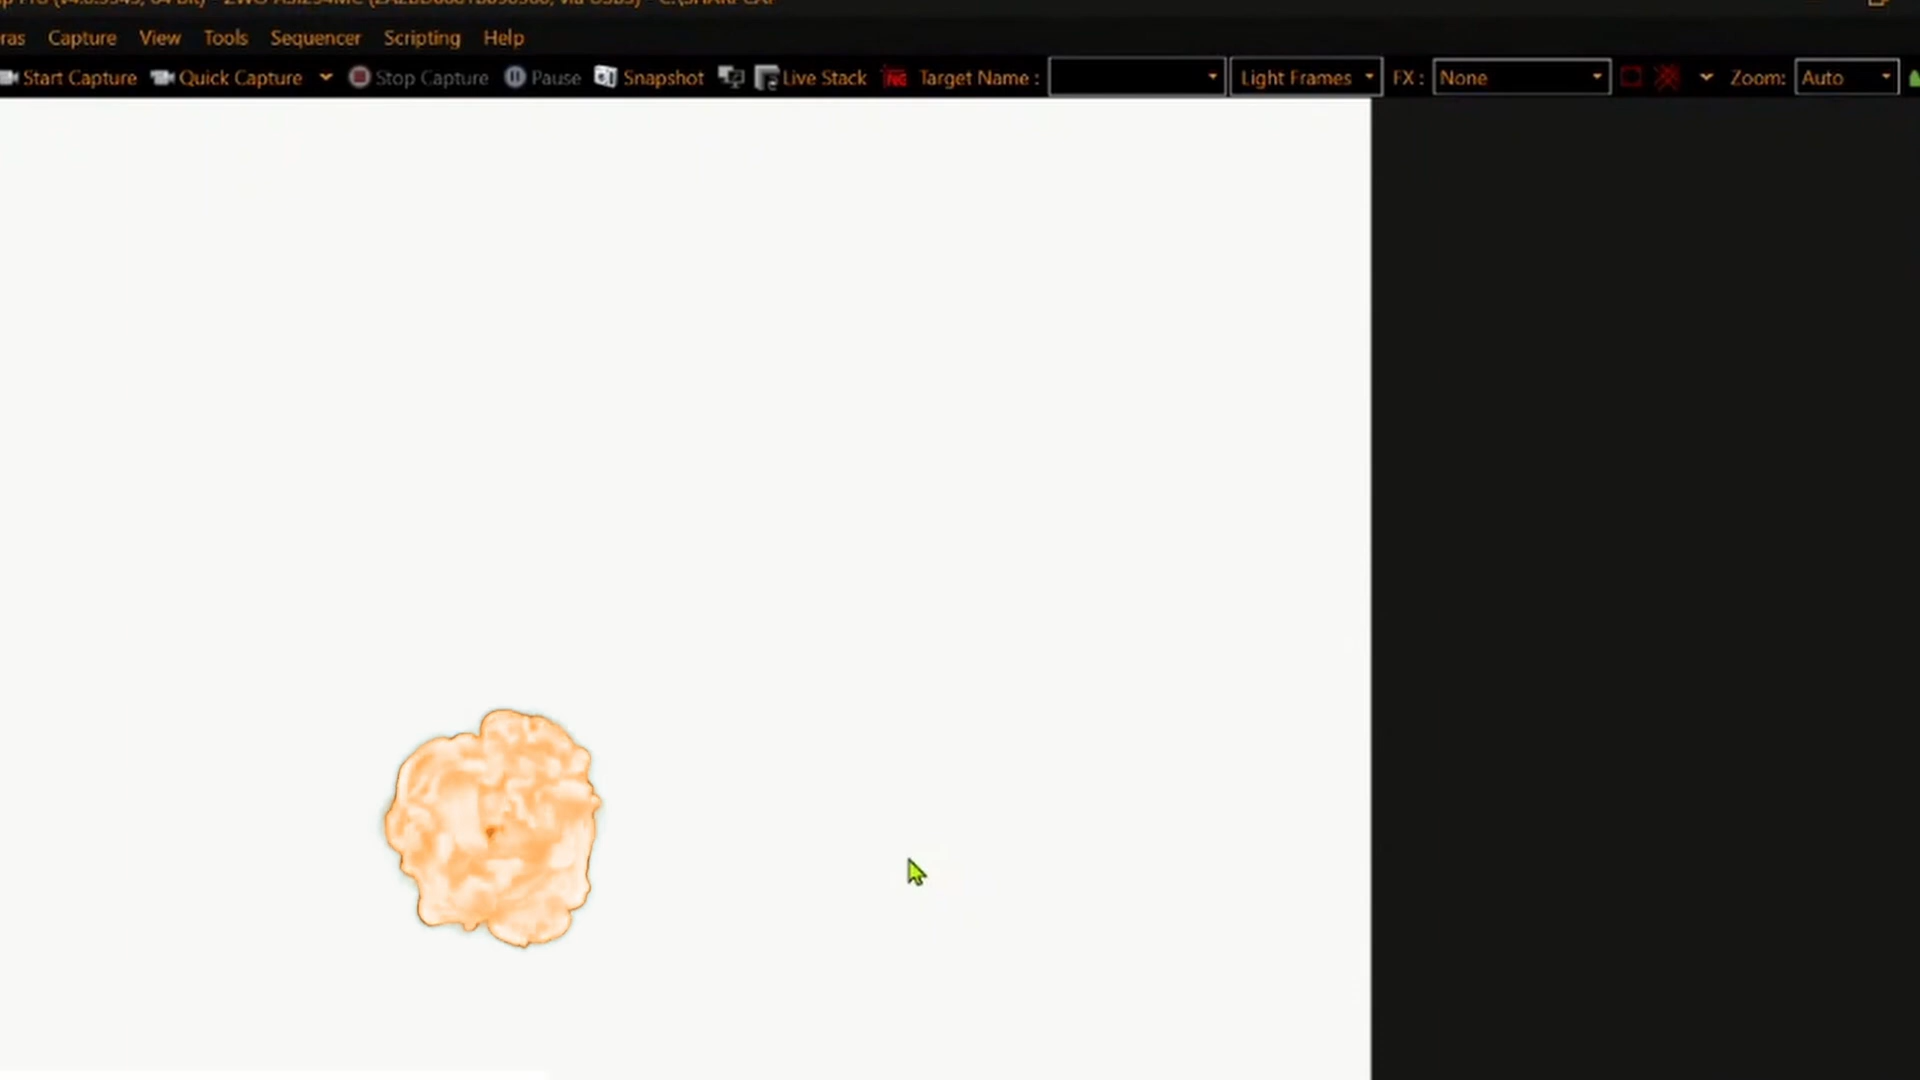 ras Capture View Tools Sequencer Scripting Help
Start Capture Quick Capture Stop Capture Pause Snapshot Live Stack Target Name : Light Frames FX : None Zoom: Auto